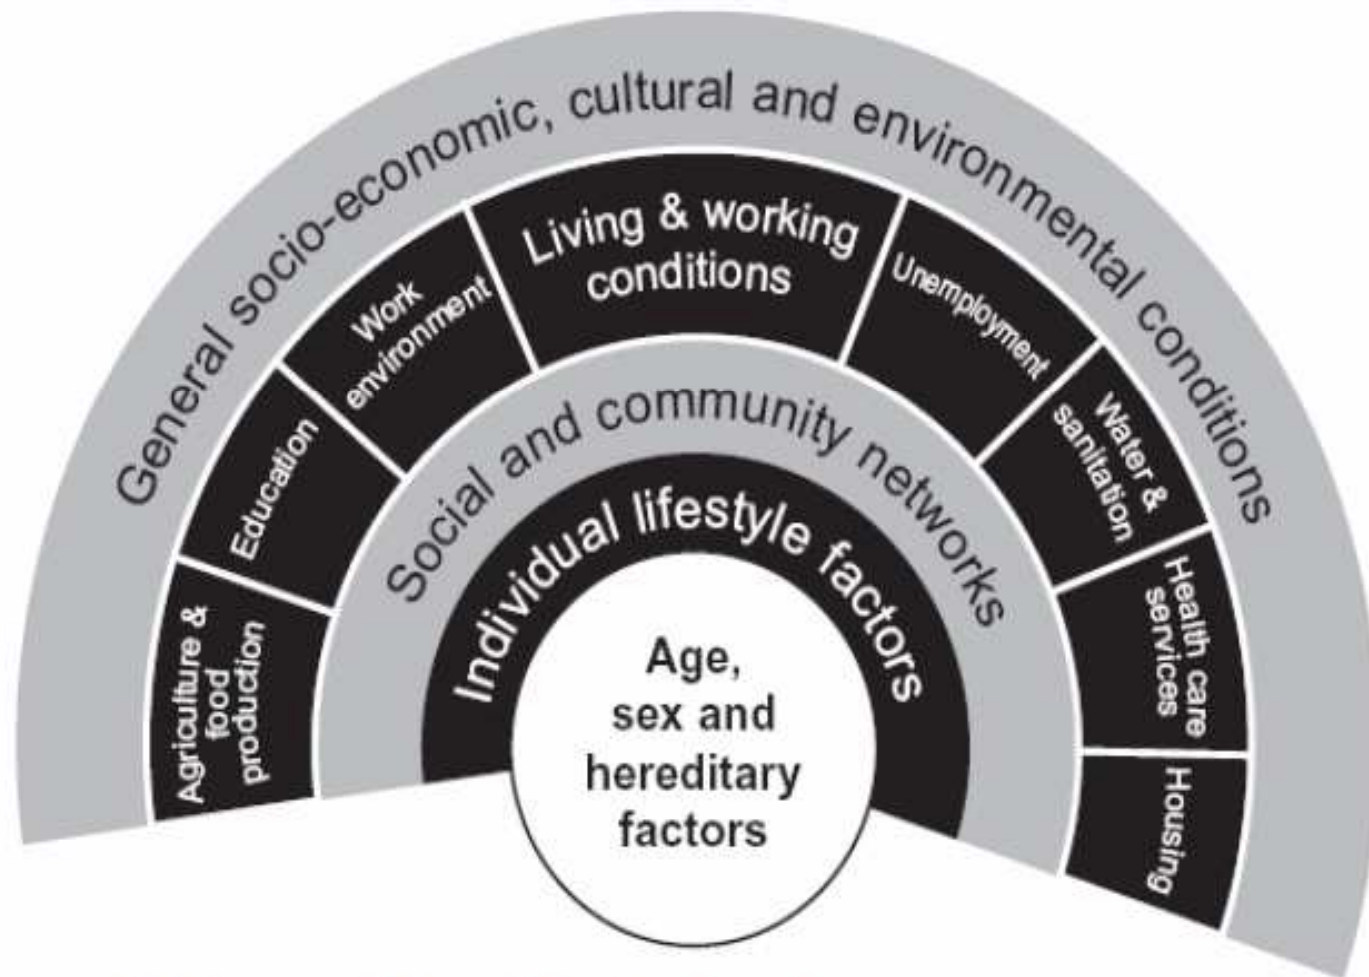 General socio-economic, cultural and environmental conditions
Agriculture &
food
production
Education
Work
environment
Living & working
conditions
Unemployment
Water &
sanitation
Health care
services
Housing
Social and community networks
Individual lifestyle factors
Age,
sex and
hereditary
factors